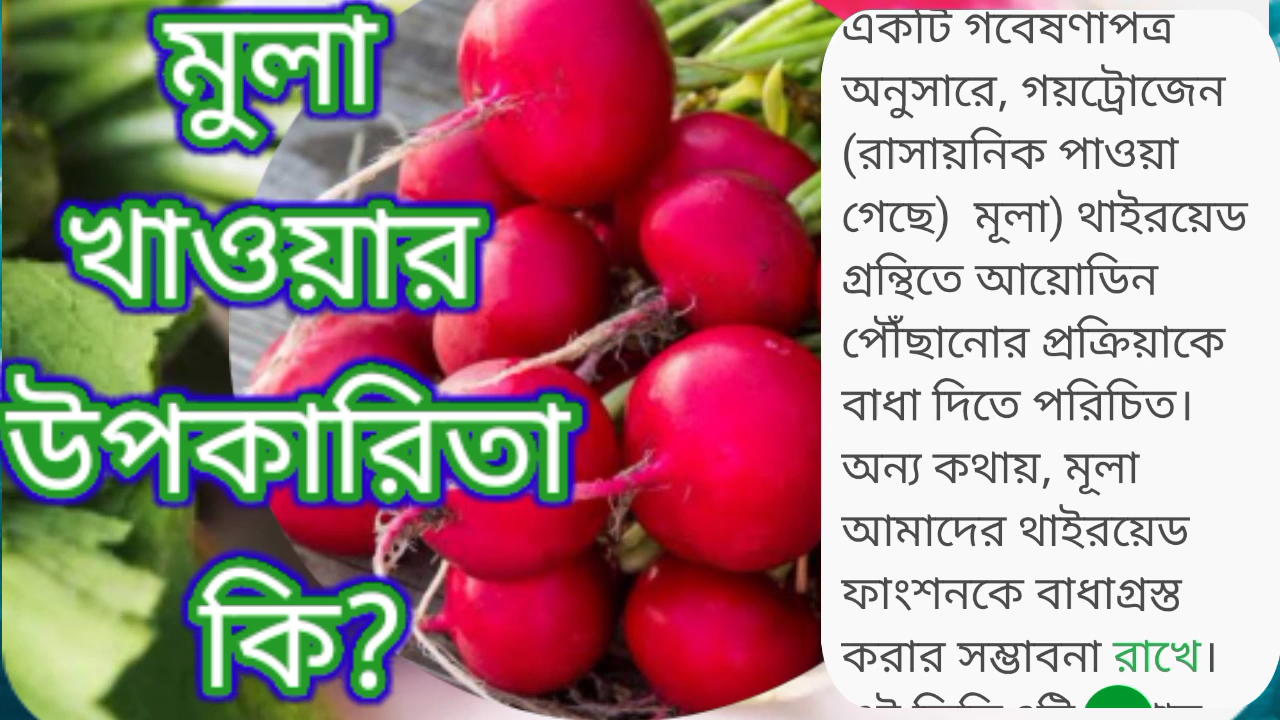 মুলা
খাওয়ার
উপকারিতা
কি?
একটি গবেষণাপত্র
অনুসারে, গয়ট্রোজেন
(রাসায়নিক পাওয়া
গেছে) মূলা) থাইরয়েড
গ্রন্থিতে আয়োডিন
পৌঁছানোর প্রক্রিয়াকে
বাধা দিতে পরিচিত।
অন্য কথায়, মূলা
আমাদের থাইরয়েড
ফাংশনকে বাধাগ্রস্ত
করার সম্ভাবনা রাখে।